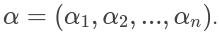 α = (α₁, α₂, ..., αₙ).